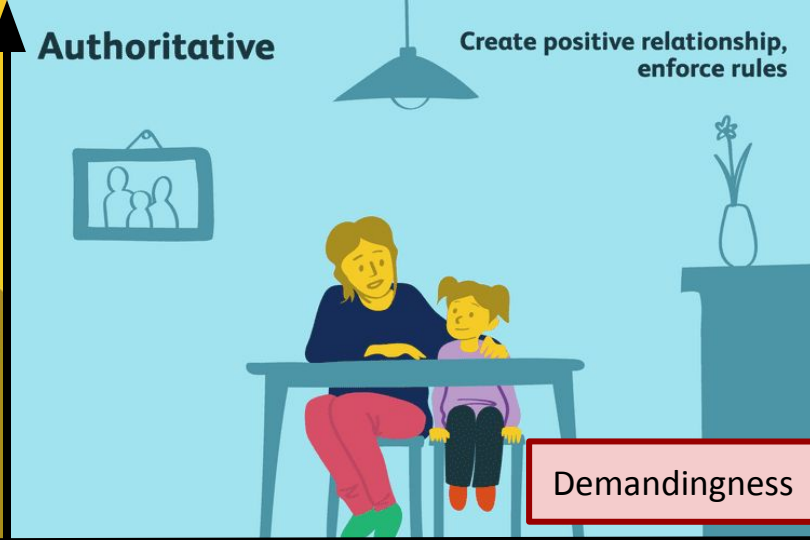 Authoritative
Create positive relationship,
enforce rules
Demandingness